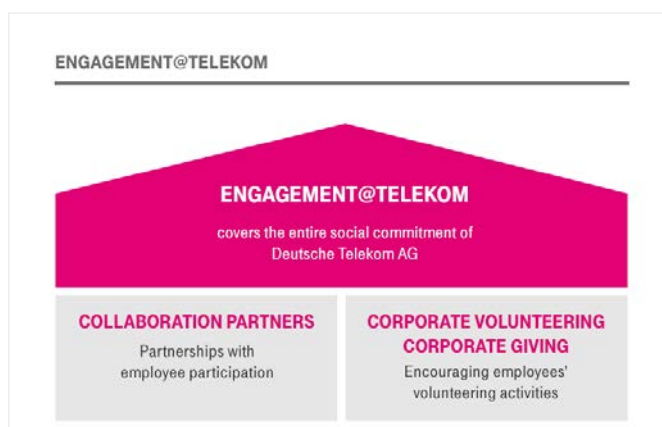 ENGAGEMENT@TELEKOM
ENGAGEMENT@TELEKOM
covers the entire social commitment of
Deutsche Telekom AG
COLLABORATION PARTNERS
Partnerships with
employee participation
CORPORATE VOLUNTEERING
CORPORATE GIVING
Encouraging employees'
volunteering activities